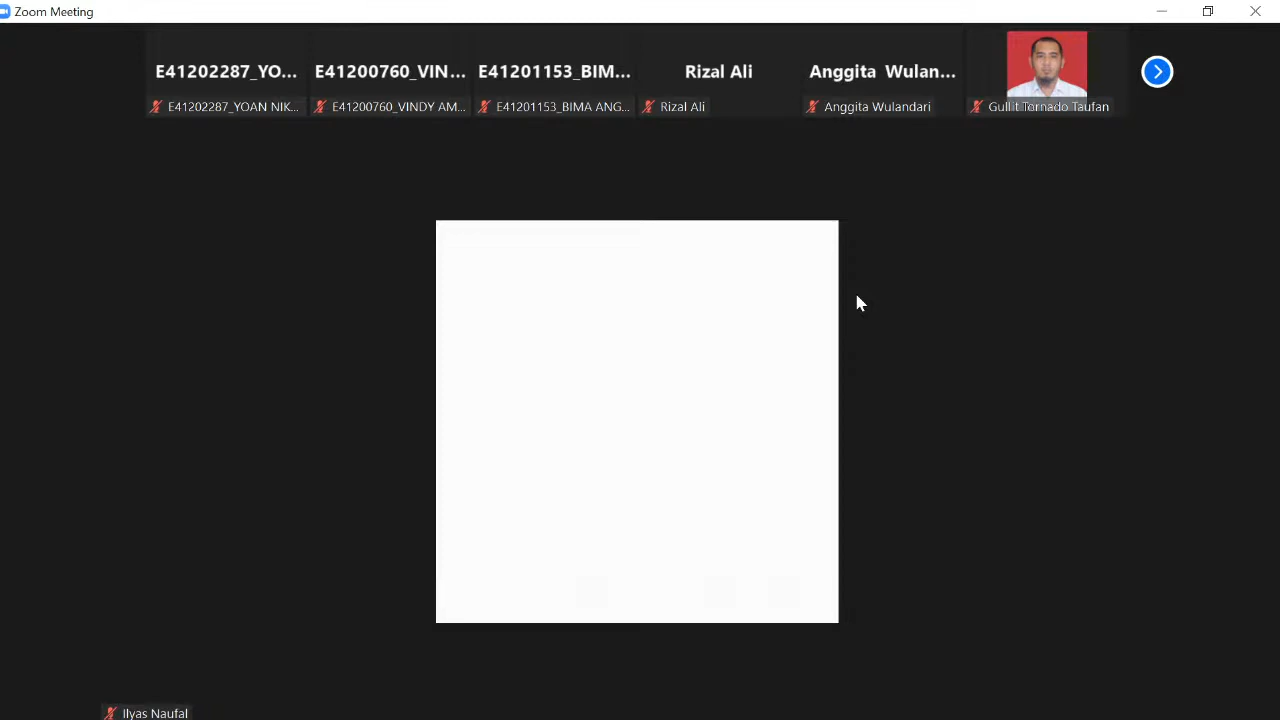 Zoom Meeting
E41202287_YO...
E41200760_VIN...
E41201153_BIM...
Rizal Ali
Anggita Wulan...
E41202287_YOAN NIK...
E41200760_VINDY AM...
E41201153_BIMA ANG...
Rizal Ali
Anggita Wulandari
Gullit Tornado Taufan
Ilyas Naufal